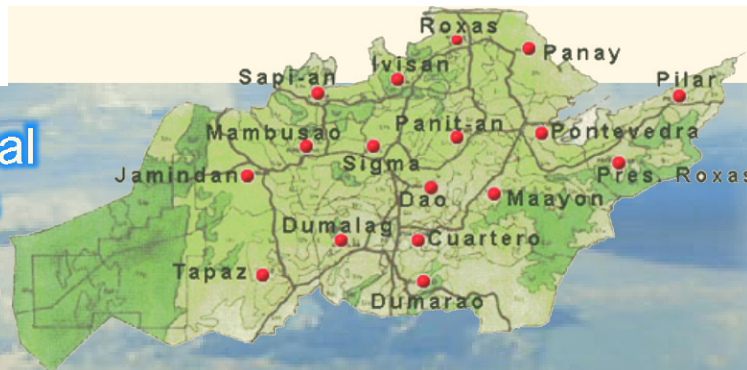 Roxas
Panay
Ivisan
Sapi-an
Pilar
al
Mambusao
Panit-an
Pontevedra
Sigma
Jamindan
Pres. Roxas
Dao
Maayon
Dumalag
Cuartero
Tapaz
Dumarao